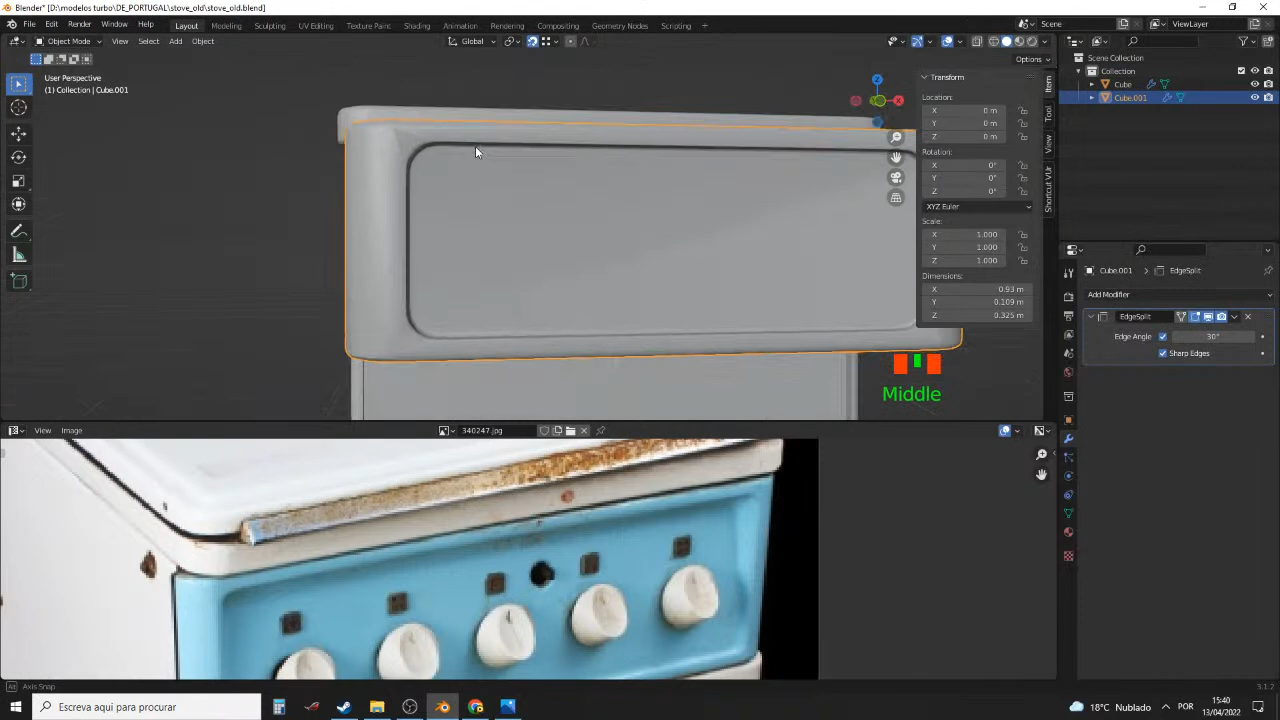 Blender* [D:\modelos turbo\DE_PORTUGAL\stove_old\stove_old.blend]
File Edit Render Window Help Layout Modeling Sculpting UV Editing Texture Paint Shading Animation Rendering Compositing Geometry Nodes Scripting + Scene ViewLayer
Object Mode View Select Add Object Global
Options
User Perspective
(1) Collection | Cube.001
Z
X
Scene Collection
Collection
Cube
Cube.001
Transform
Location:
X 0 m
Y 0 m
Z 0 m
Rotation:
X 0°
Y 0°
Z 0°
XYZ Euler
Scale:
X 1.000
Y 1.000
Z 1.000
Dimensions:
X 0.93 m
Y 0.109 m
Z 0.325 m
Item
Tool
View
Shortcut VUr
Cube.001 > EdgeSplit
Add Modifier
EdgeSplit
Edge Angle 30°
Sharp Edges
Middle
View Image 340247.jpg
Axis Snap
3.1.2
Escreva aqui para procurar
18°C Nublado POR
15:40
13/04/2022